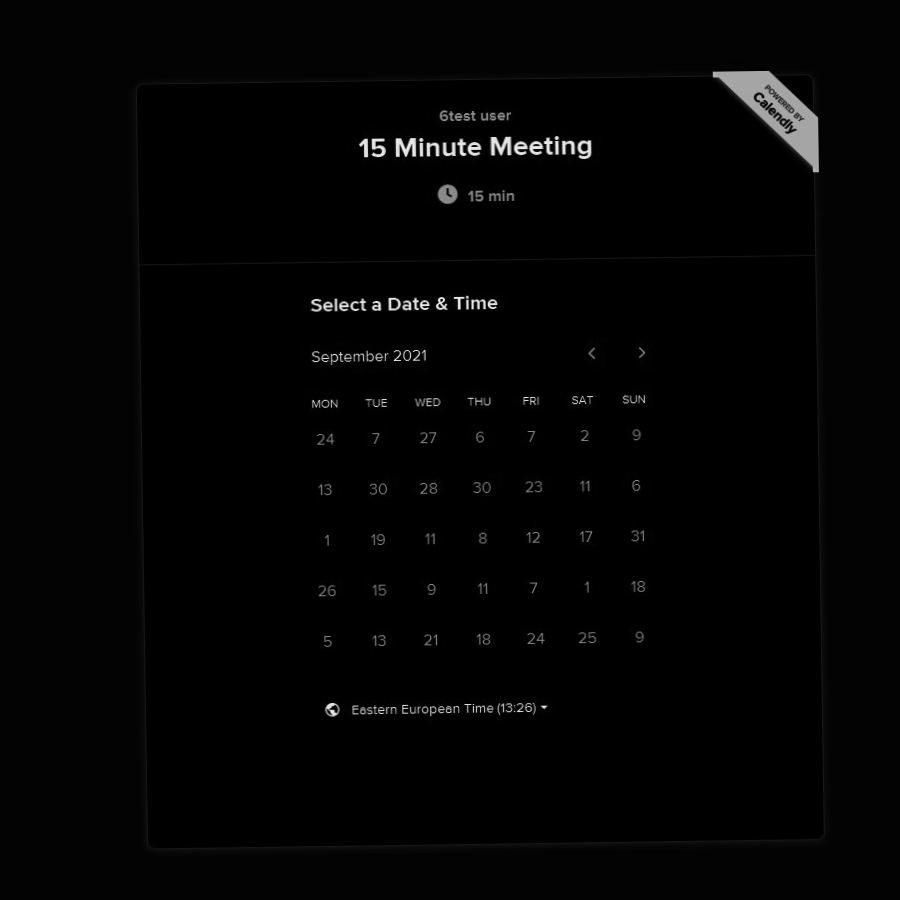 POWERED BY
Calendly
6test user
15 Minute Meeting
15 min
Select a Date & Time
September 2021
MON TUE WED THU FRI SAT SUN
24 7 27 6 7 2 9
13 30 28 30 23 11 6
1 19 11 8 12 17 31
26 15 9 11 7 1 18
5 13 21 18 24 25 9
Eastern European Time (13:26)